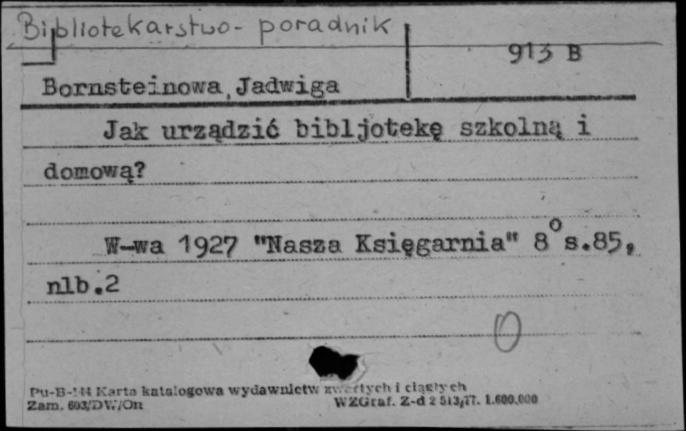 Bibliotekarstwo - poradnik
913 B
Bornsteinowa, Jadwiga
Jak urządzić bibljotekę szkolną i
domową?
W-wa 1927 "Nasza Księgarnia" 8° s.85,
nlb.2
0
Pu-B-144 Karta katalogowa wydawnictw zwartych i ciągłych
Zam. 603/DW/On WZGraf. Z-d 2 513/77. 1.600.000